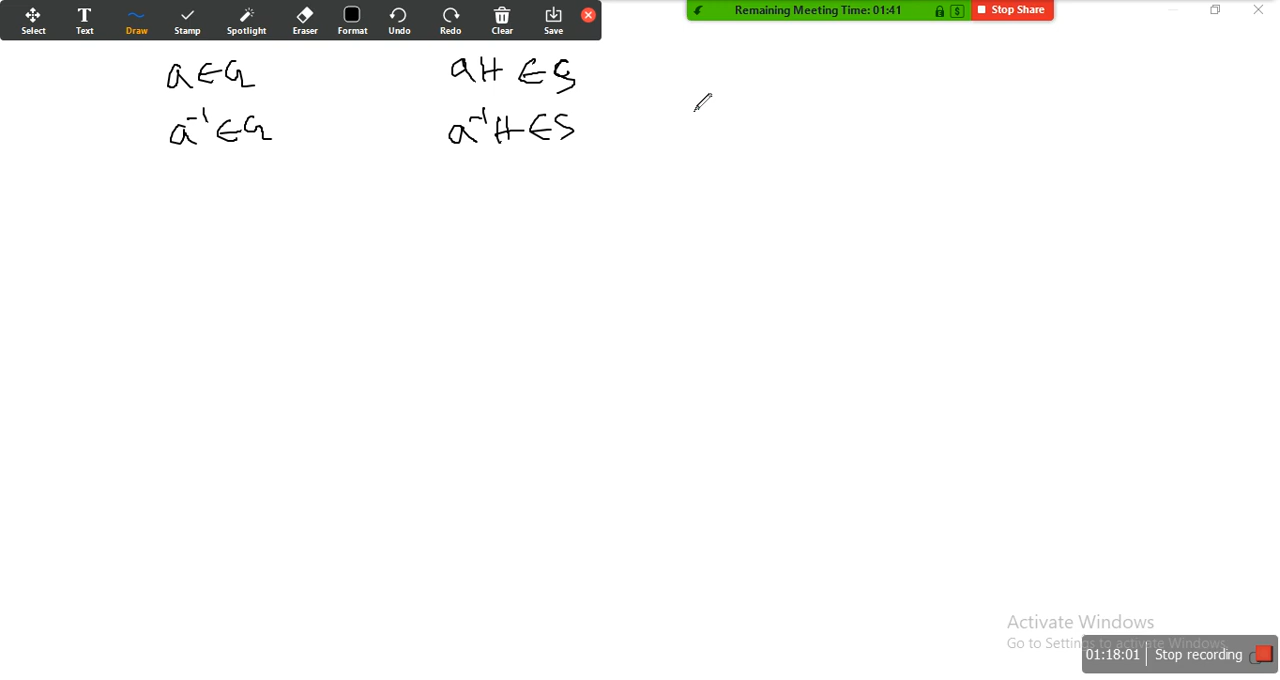 Remaining Meeting Time: 01:41
Stop Share
Select Text Draw Stamp Spotlight Eraser Format Undo Redo Clear Save
a ∈ G aH ∈ S
a⁻¹ ∈ G a⁻¹H ∈ S
Activate Windows
Go to Settings to activate Windows.
01:18:01 Stop recording